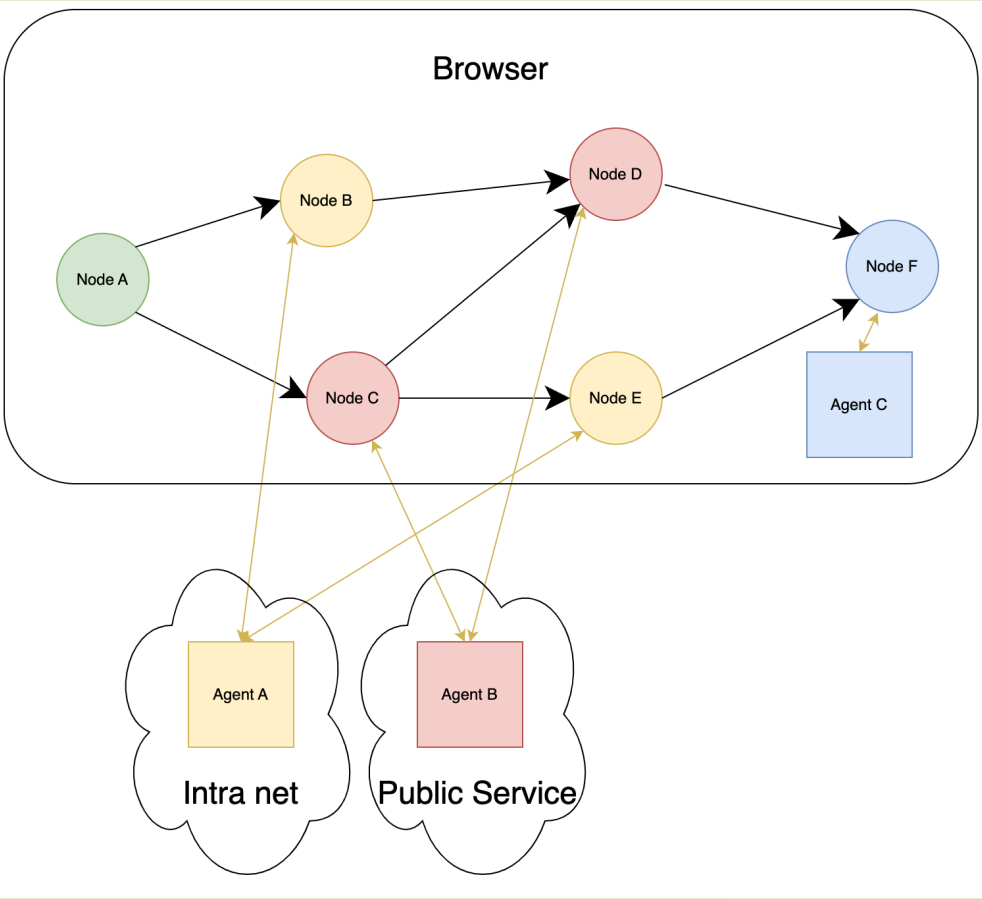 Browser
Node D
Node B
Node F
Node A
Node C
Node E
Agent C
Agent A
Agent B
Intra net
Public Service